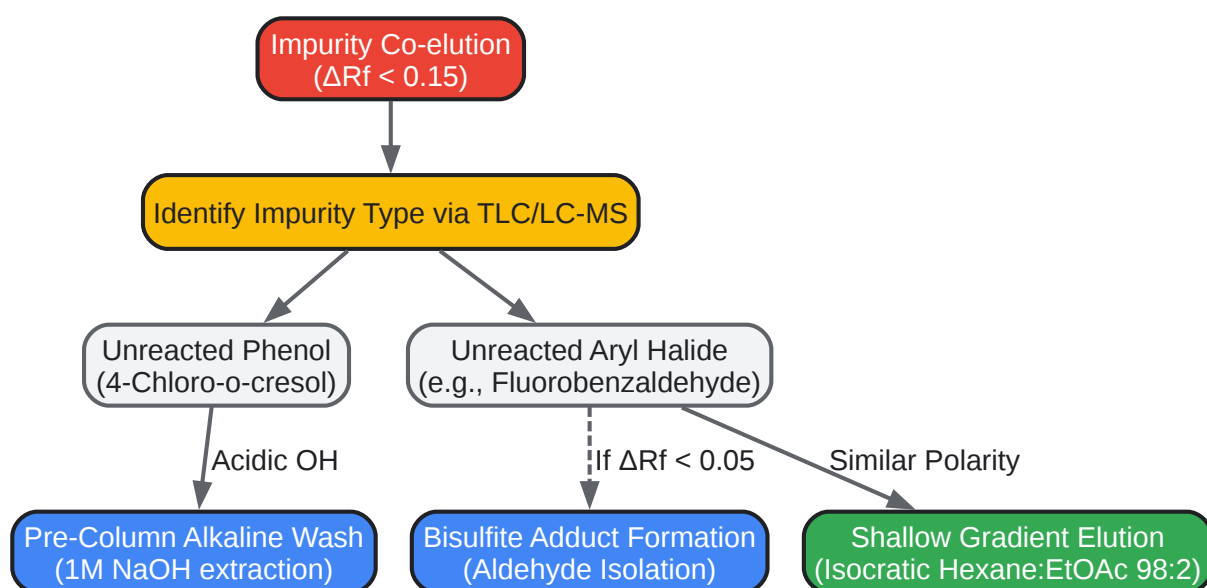 Impurity Co-elution
(ΔRf < 0.15)
Identify Impurity Type via TLC/LC-MS
Unreacted Phenol
(4-Chloro-o-cresol)
Unreacted Aryl Halide
(e.g., Fluorobenzaldehyde)
Acidic OH
If ΔRf < 0.05
Similar Polarity
Pre-Column Alkaline Wash
(1M NaOH extraction)
Bisulfite Adduct Formation
(Aldehyde Isolation)
Shallow Gradient Elution
(Isocratic Hexane:EtOAc 98:2)